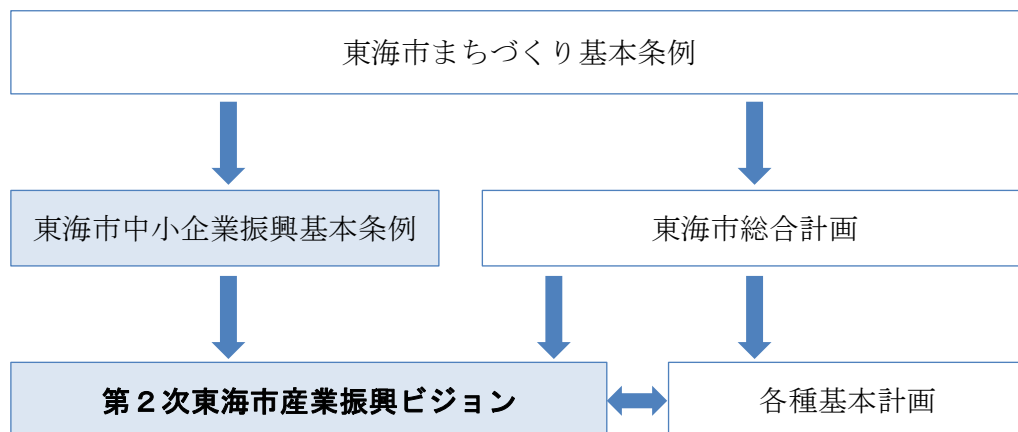 東海市まちづくり基本条例
東海市中小企業振興基本条例
東海市総合計画
第２次東海市産業振興ビジョン
各種基本計画